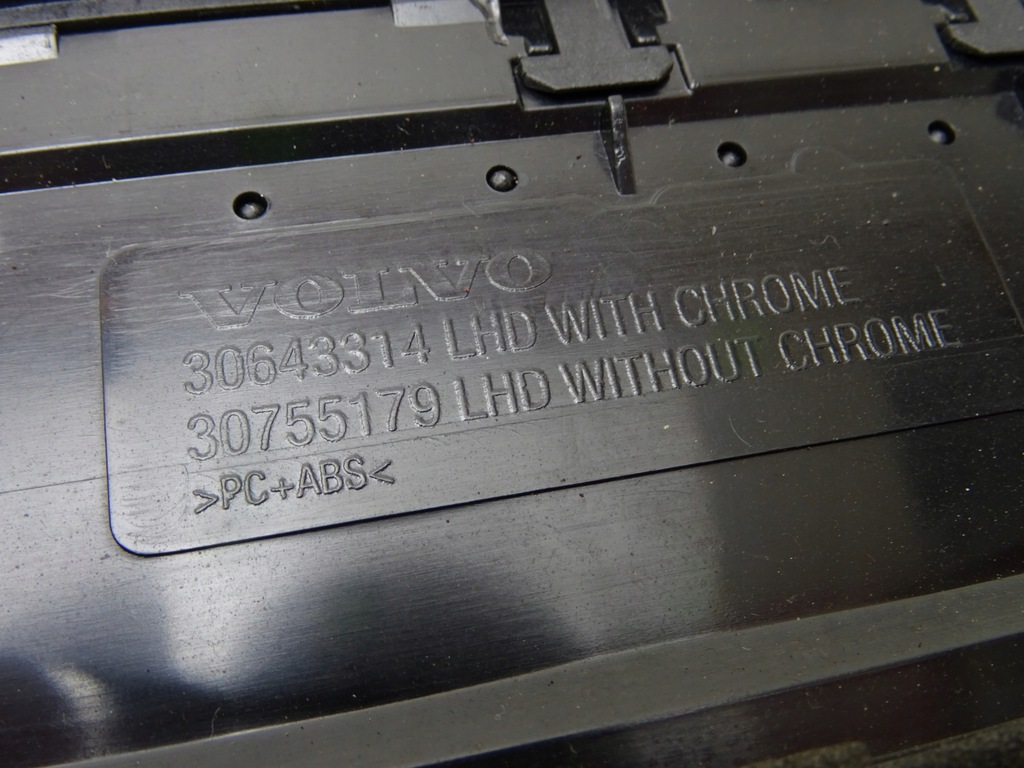 VOLVO
30643314 LHD WITH CHROME
30755179 LHD WITHOUT CHROME
>PC+ABS<